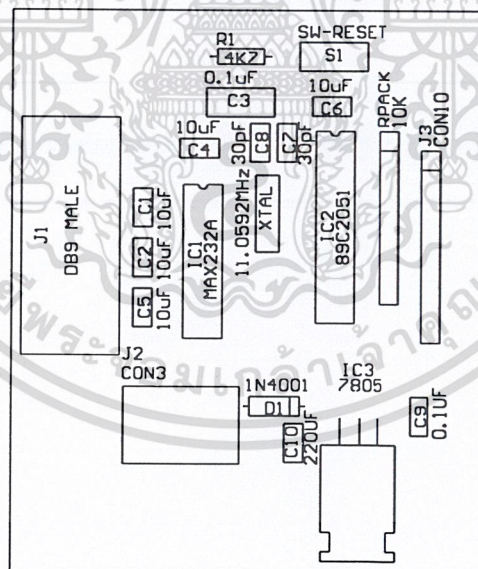 SW-RESET
R1
4K7
S1
0.1uF
C3
10uF
C6
10uF
C4
30pF
C8
C7
30pF
RPACK
10K
J3
CON10
J1
DB9 MALE
C1
10uF
C2
10uF
C5
10uF
IC1
MAX232A
11.0592MHz
XTAL
IC2
89C2051
J2
CON3
1N4001
D1
IC3
7805
C10
220UF
C9
0.1UF